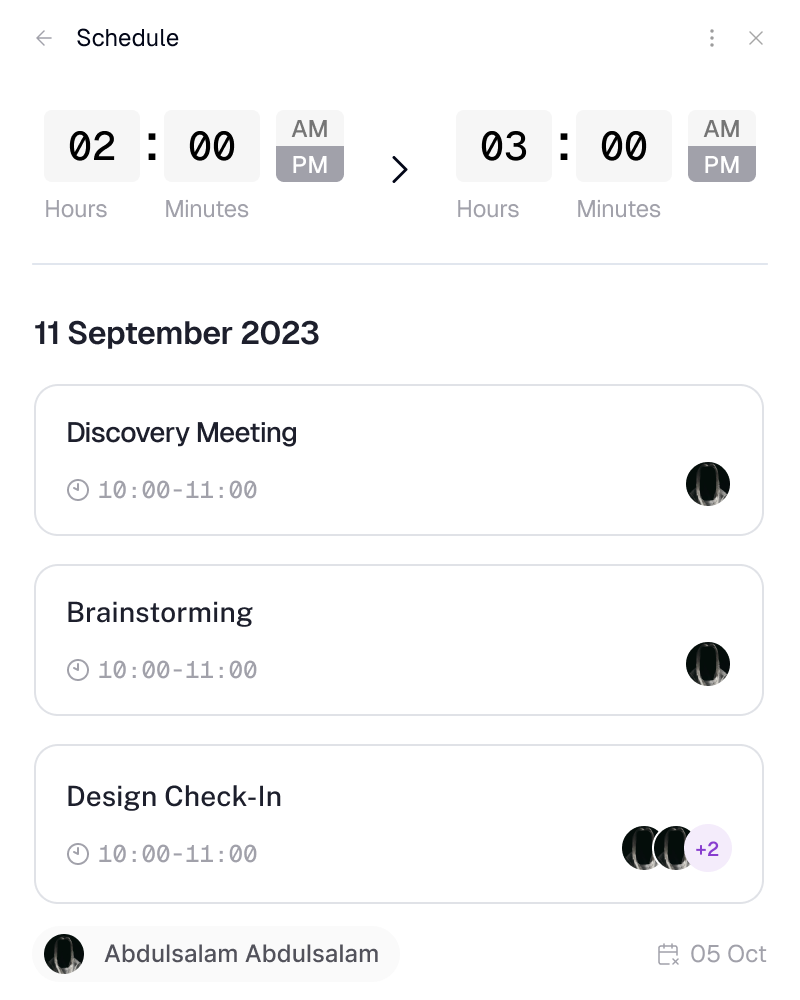 Schedule
02 : 00 AM PM > 03 : 00 AM PM
Hours Minutes Hours Minutes
11 September 2023
Discovery Meeting
10:00-11:00
Brainstorming
10:00-11:00
Design Check-In
10:00-11:00
+2
Abdulsalam Abdulsalam 05 Oct